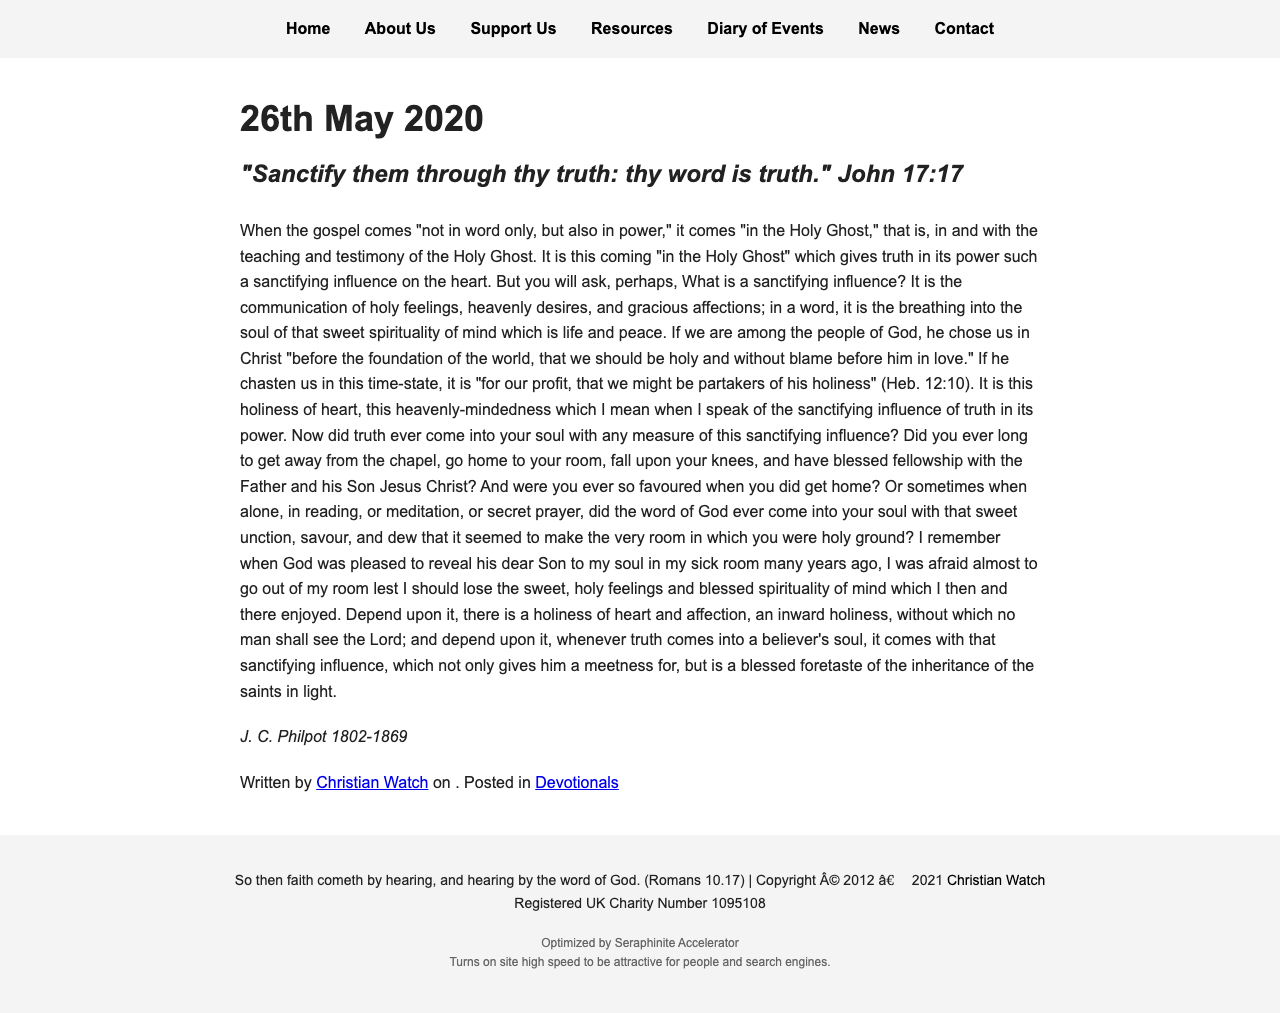 Home About Us Support Us Resources Diary of Events News Contact
26th May 2020
"Sanctify them through thy truth: thy word is truth." John 17:17
When the gospel comes "not in word only, but also in power," it comes "in the Holy Ghost," that is, in and with the
teaching and testimony of the Holy Ghost. It is this coming "in the Holy Ghost" which gives truth in its power such
a sanctifying influence on the heart. But you will ask, perhaps, What is a sanctifying influence? It is the
communication of holy feelings, heavenly desires, and gracious affections; in a word, it is the breathing into the
soul of that sweet spirituality of mind which is life and peace. If we are among the people of God, he chose us in
Christ "before the foundation of the world, that we should be holy and without blame before him in love." If he
chasten us in this time-state, it is "for our profit, that we might be partakers of his holiness" (Heb. 12:10). It is this
holiness of heart, this heavenly-mindedness which I mean when I speak of the sanctifying influence of truth in its
power. Now did truth ever come into your soul with any measure of this sanctifying influence? Did you ever long
to get away from the chapel, go home to your room, fall upon your knees, and have blessed fellowship with the
Father and his Son Jesus Christ? And were you ever so favoured when you did get home? Or sometimes when
alone, in reading, or meditation, or secret prayer, did the word of God ever come into your soul with that sweet
unction, savour, and dew that it seemed to make the very room in which you were holy ground? I remember
when God was pleased to reveal his dear Son to my soul in my sick room many years ago, I was afraid almost to
go out of my room lest I should lose the sweet, holy feelings and blessed spirituality of mind which I then and
there enjoyed. Depend upon it, there is a holiness of heart and affection, an inward holiness, without which no
man shall see the Lord; and depend upon it, whenever truth comes into a believer's soul, it comes with that
sanctifying influence, which not only gives him a meetness for, but is a blessed foretaste of the inheritance of the
saints in light.
J. C. Philpot 1802-1869
Written by Christian Watch on . Posted in Devotionals
So then faith cometh by hearing, and hearing by the word of God. (Romans 10.17) | Copyright Â© 2012 â€ 2021 Christian Watch
Registered UK Charity Number 1095108
Optimized by Seraphinite Accelerator
Turns on site high speed to be attractive for people and search engines.